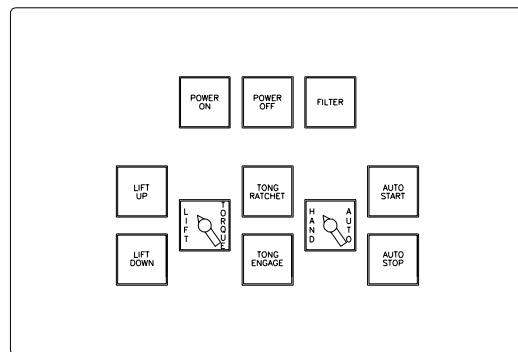 POWER
ON
POWER
OFF
FILTER
LIFT
UP
TONG
RATCHET
AUTO
START
LIFT
TORQUE
HAND
AUTO
LIFT
DOWN
TONG
ENGAGE
AUTO
STOP